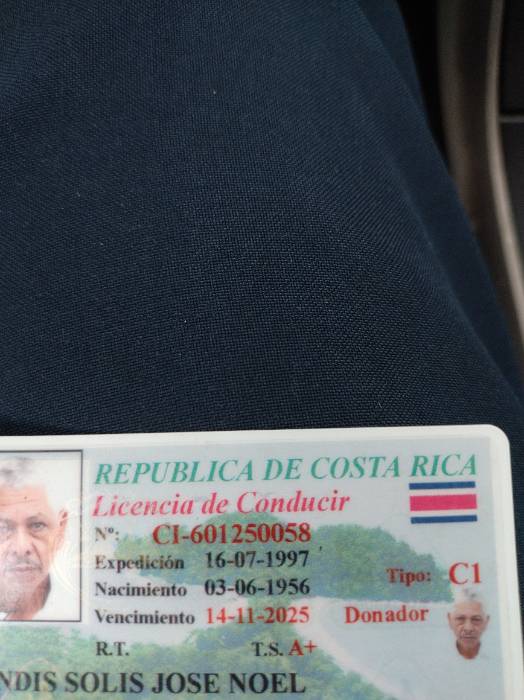 REPUBLICA DE COSTA RICA
Licencia de Conducir
Nº: CI-601250058
Expedición 16-07-1997
Nacimiento 03-06-1956 Tipo: C1
Vencimiento 14-11-2025 Donador
R.T. T.S. A+
NDIS SOLIS JOSE NOEL